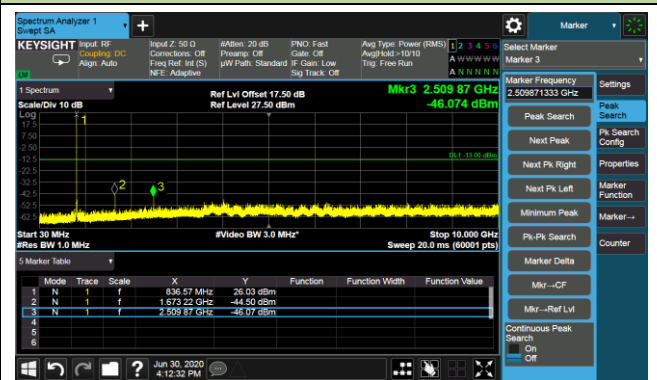 Spectrum Analyzer 1
Swept SA
+
Marker
KEYSIGHT
Input: RF
Coupling: DC
Align: Auto
Input Z: 50 Ω
Corrections: Off
Freq Ref: Int (S)
NFE: Adaptive
#Atten: 20 dB
Preamp: Off
µW Path: Standard
PNO: Fast
Gate: Off
IF Gain: Low
Sig Track: Off
Avg Type: Power (RMS)
Avg|Hold:>10/10
Trig: Free Run
1 2 3 4 5 6
A W W W W W
A N N N N N
Select Marker
Marker 3
1 Spectrum
Scale/Div 10 dB
Ref Lvl Offset 17.50 dB
Ref Level 27.50 dBm
Mkr3 2.509 87 GHz
-46.074 dBm
Log
17.5
7.50
-2.50
-12.5
-22.5
-32.5
-42.5
-52.5
-62.5
1
2
3
DL1 -13.00 dBm
Start 30 MHz
#Res BW 1.0 MHz
#Video BW 3.0 MHz*
Stop 10.000 GHz
Sweep 20.0 ms (60001 pts)
5 Marker Table
Mode Trace Scale X Y Function Function Width Function Value
1 N 1 f 836.57 MHz 26.03 dBm
2 N 1 f 1.673 22 GHz -44.50 dBm
3 N 1 f 2.509 87 GHz -46.07 dBm
4
5
6
Marker Frequency
2.509871333 GHz
Peak Search
Next Peak
Next Pk Right
Next Pk Left
Minimum Peak
Pk-Pk Search
Marker Delta
Mkr→CF
Mkr→Ref Lvl
Continuous Peak
Search
On
Off
Settings
Peak
Search
Pk Search
Config
Properties
Marker
Function
Marker→
Counter
?
Jun 30, 2020
4:12:32 PM